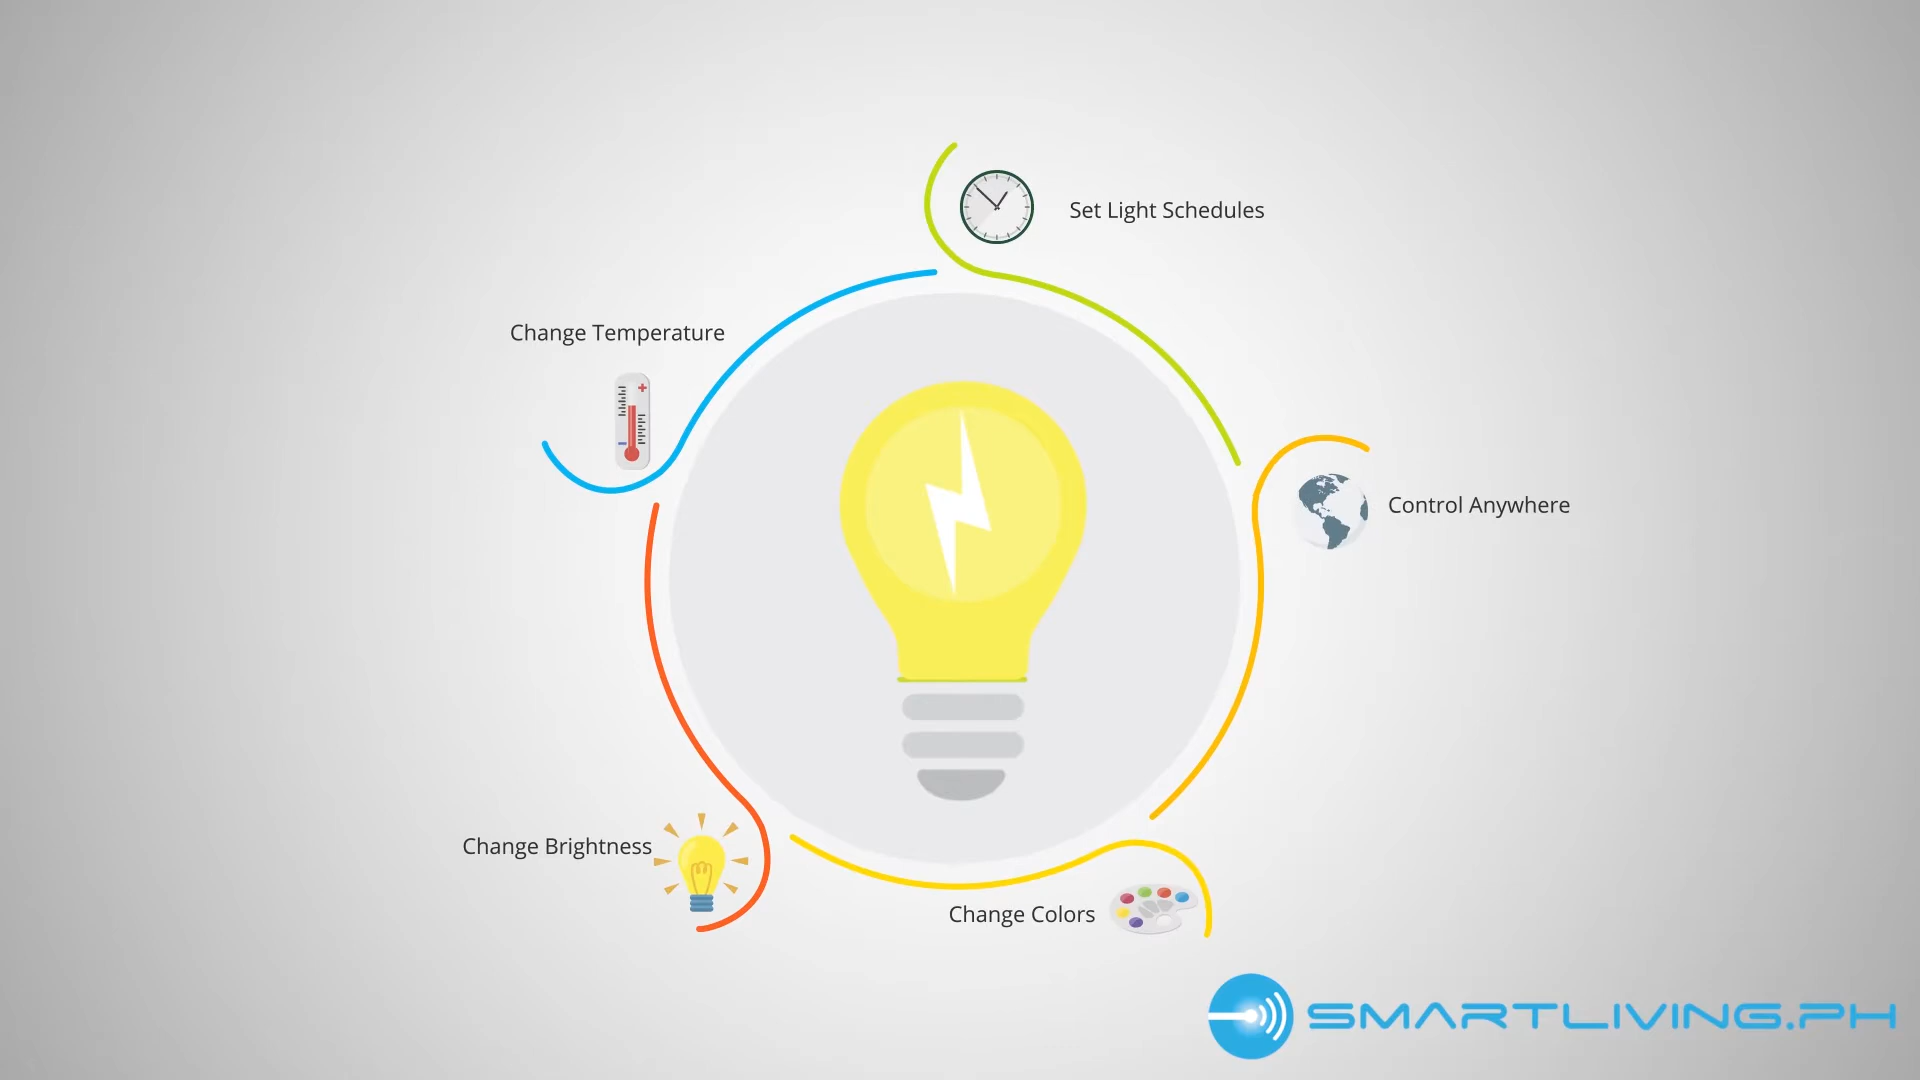 Set Light Schedules
Change Temperature
Control Anywhere
Change Brightness
Change Colors
SMARTLIVING.PH